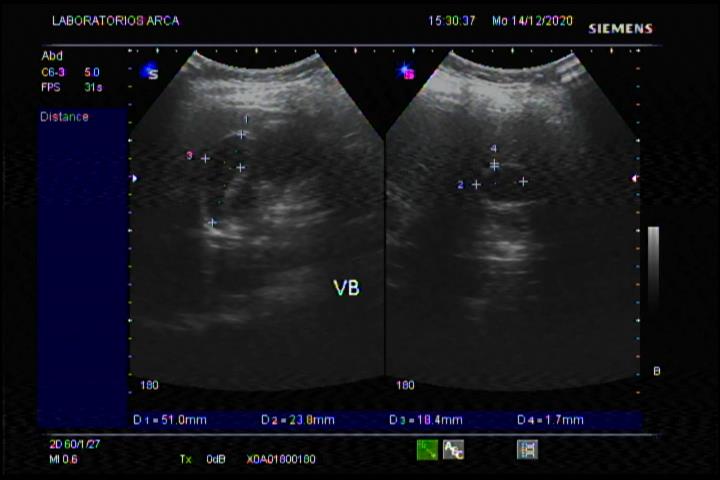 LABORATORIOS ARCA 15:30:37 Mo 14/12/2020 SIEMENS
Abd
C6-3 5.0
FPS 31s
Distance
S S
1
3
4
2
VB
180 180
B
D1=51.0mm D2=23.8mm D3=18.4mm D4=1.7mm
2D 60/1/27
MI 0.6 Tx 0dB